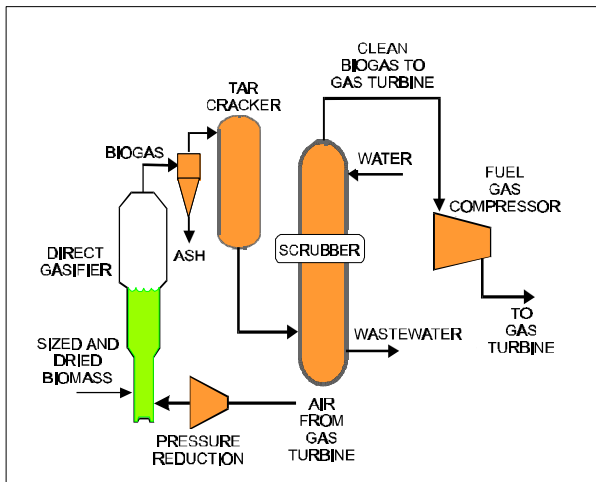 CLEAN
BIOGAS TO
GAS TURBINE
TAR
CRACKER
BIOGAS
WATER
FUEL
GAS
COMPRESSOR
DIRECT
GASIFIER
ASH
SCRUBBER
TO
GAS
TURBINE
WASTEWATER
SIZED AND
DRIED
BIOMASS
AIR
FROM
GAS
TURBINE
PRESSURE
REDUCTION